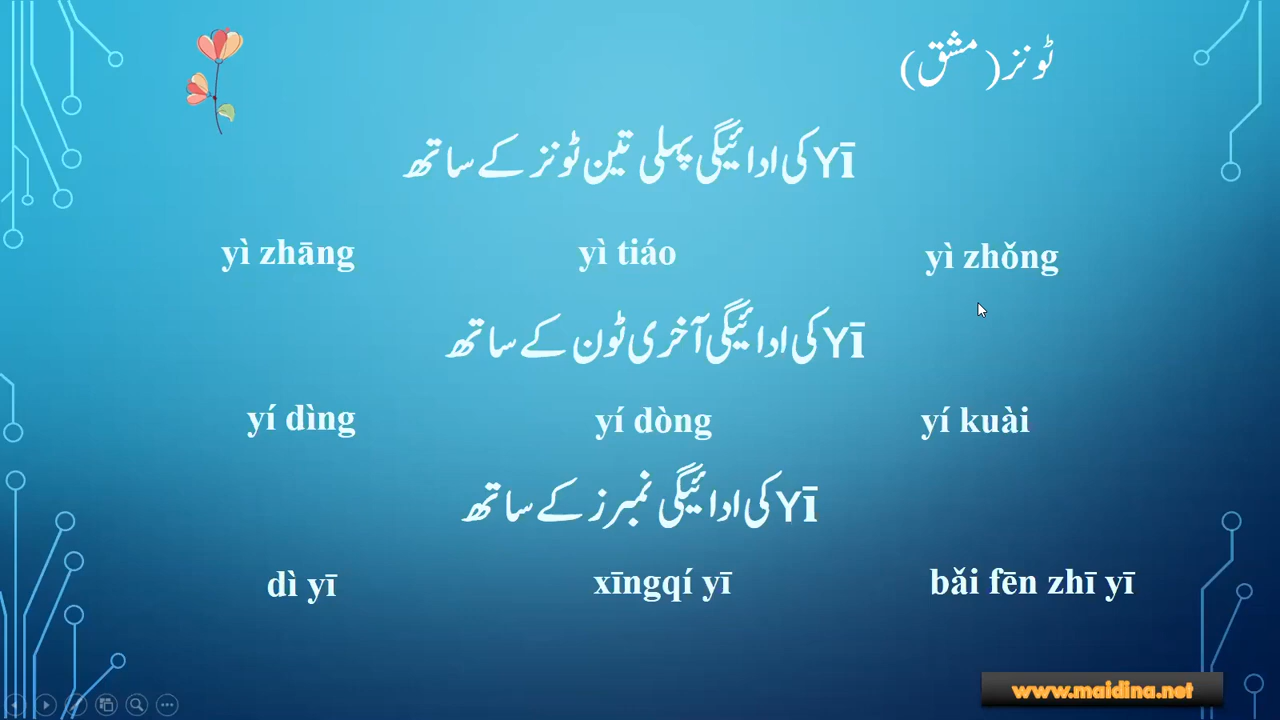 ٹونز(مشق)
Yī کی ادائیگی پہلی تین ٹونز کے ساتھ
yì zhāng yì tiáo yì zhǒng
Yī کی ادائیگی آخری ٹون کے ساتھ
yí dìng yí dòng yí kuài
Yī کی ادائیگی نمبرز کے ساتھ
dì yī xīngqí yī bǎi fēn zhī yī
www.maidina.net